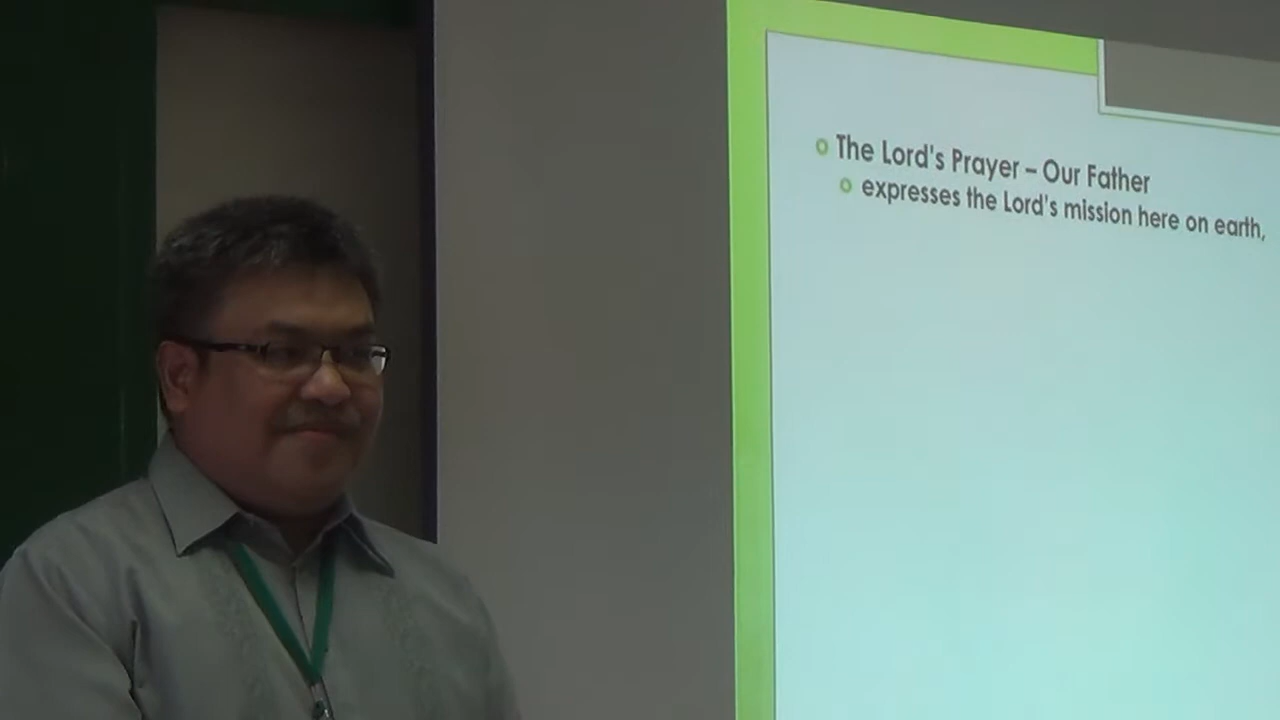 The Lord's Prayer – Our Father
expresses the Lord's mission here on earth,